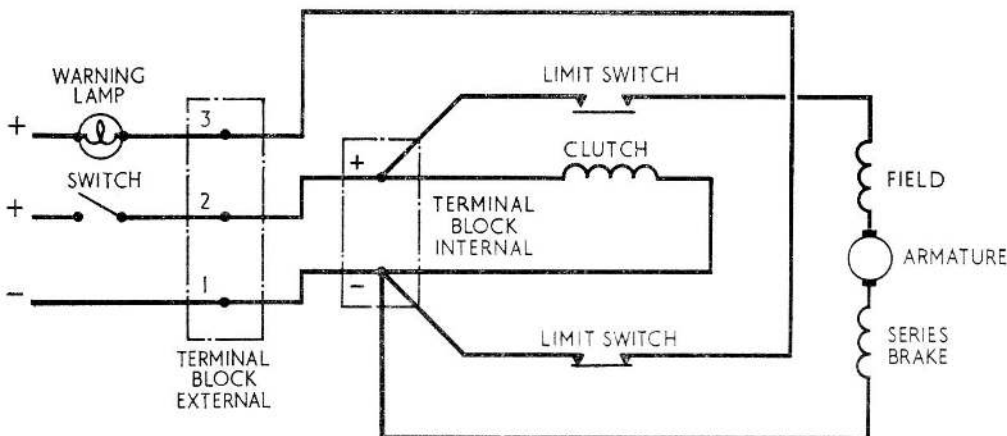 WARNING
LAMP
LIMIT SWITCH
3
+
+
CLUTCH
SWITCH
FIELD
+
2
TERMINAL
BLOCK
INTERNAL
ARMATURE
−
1
−
LIMIT SWITCH
SERIES
BRAKE
TERMINAL
BLOCK
EXTERNAL